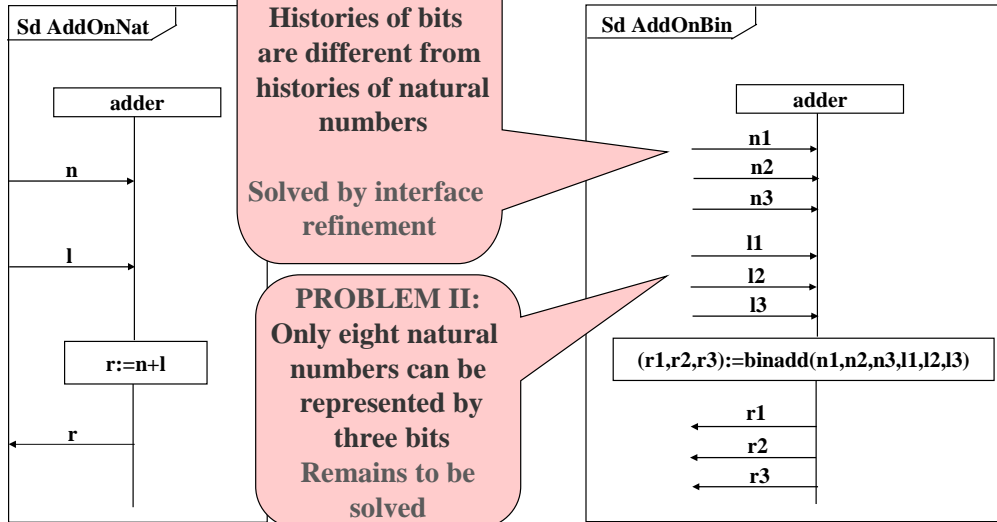 Sd AddOnNat
adder
n
l
r:=n+l
r
Histories of bits
are different from
histories of natural
numbers
Solved by interface
refinement
PROBLEM II:
Only eight natural
numbers can be
represented by
three bits
Remains to be
solved
Sd AddOnBin
adder
n1
n2
n3
l1
l2
l3
(r1,r2,r3):=binadd(n1,n2,n3,l1,l2,l3)
r1
r2
r3